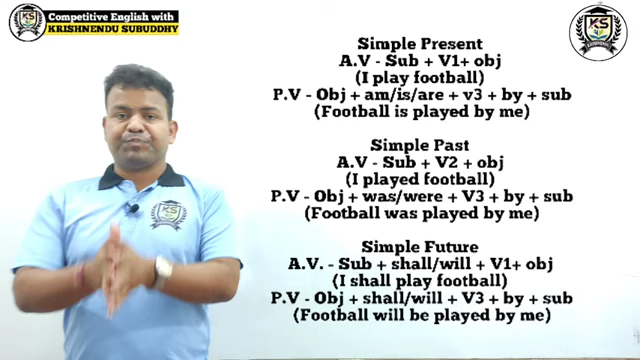 Competitive English with
KRISHNENDU SUBUDDHY
KS
Simple Present
A.V - Sub + V1+ obj
(I play football)
P.V - Obj + am/is/are + v3 + by + sub
(Football is played by me)
Simple Past
A.V - Sub + V2 + obj
(I played football)
P.V - Obj + was/were + V3 + by + sub
(Football was played by me)
KS
Simple Future
A.V. - Sub + shall/will + V1+ obj
(I shall play football)
P.V - Obj + shall/will + V3 + by + sub
(Football will be played by me)